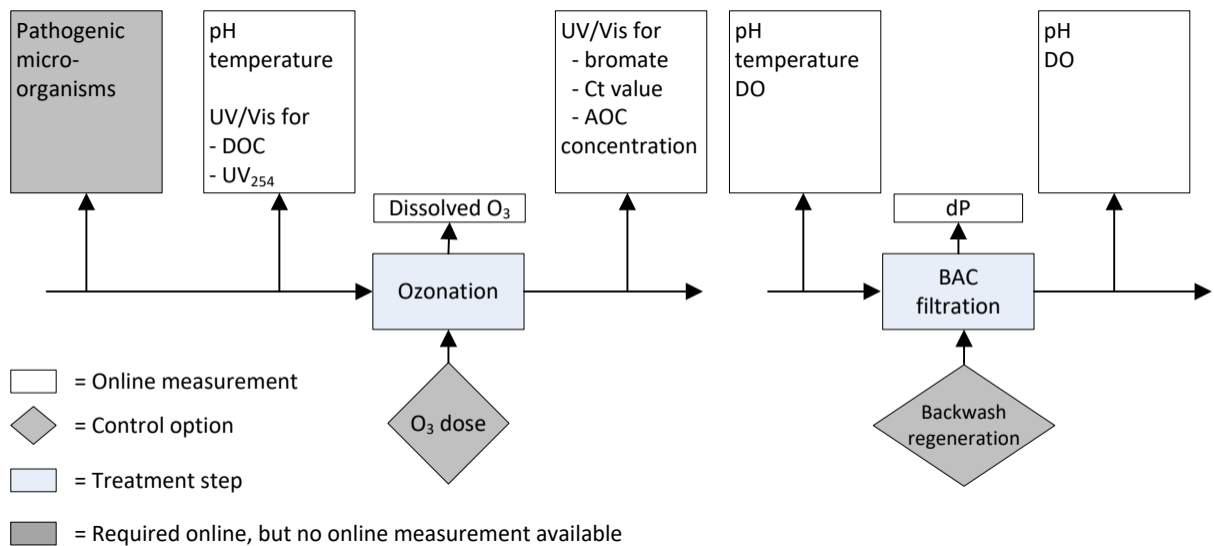 Pathogenic
micro-
organisms
pH
temperature
UV/Vis for
- DOC
- UV₂₅₄
UV/Vis for
- bromate
- Ct value
- AOC
concentration
pH
temperature
DO
pH
DO
Dissolved O₃
dP
Ozonation
BAC
filtration
O₃ dose
Backwash
regeneration
= Online measurement
= Control option
= Treatment step
= Required online, but no online measurement available